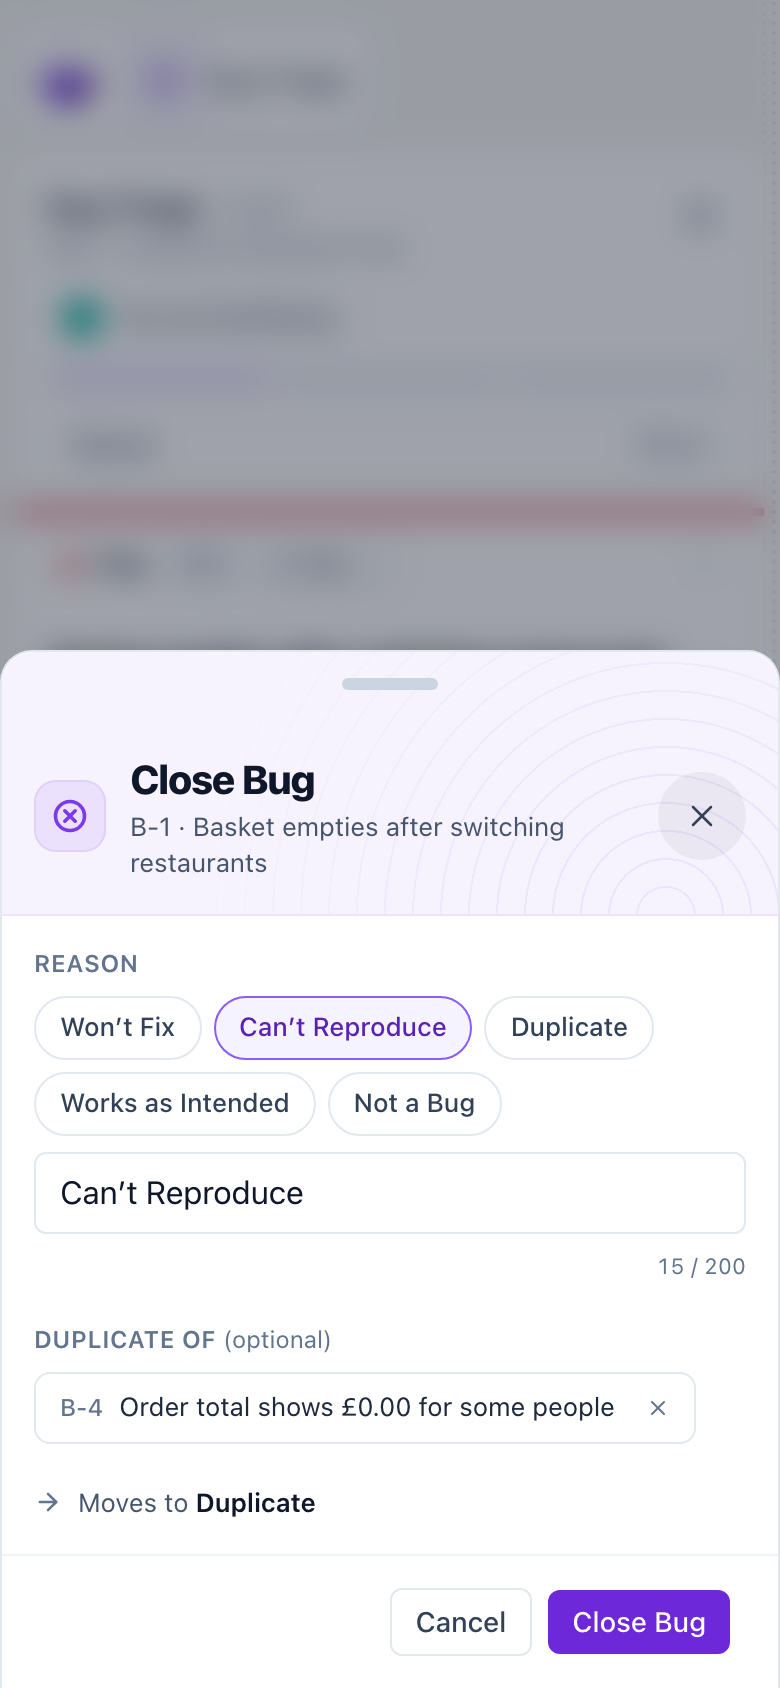 Close Bug
B-1 · Basket empties after switching
restaurants
REASON
Won’t Fix
Can’t Reproduce
Duplicate
Works as Intended
Not a Bug
Can’t Reproduce
15 / 200
DUPLICATE OF (optional)
B-4 Order total shows £0.00 for some people
Moves to Duplicate
Cancel
Close Bug